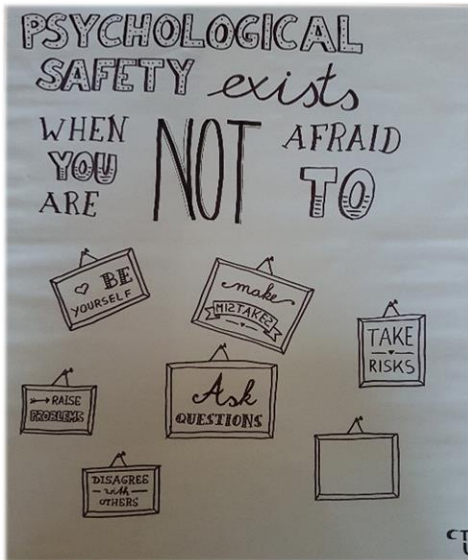 PSYCHOLOGICAL
SAFETY exists
WHEN
YOU
ARE
NOT
AFRAID
TO
BE
YOURSELF
make
MISTAKES
TAKE
RISKS
RAISE
PROBLEMS
Ask
QUESTIONS
DISAGREE
with
OTHERS